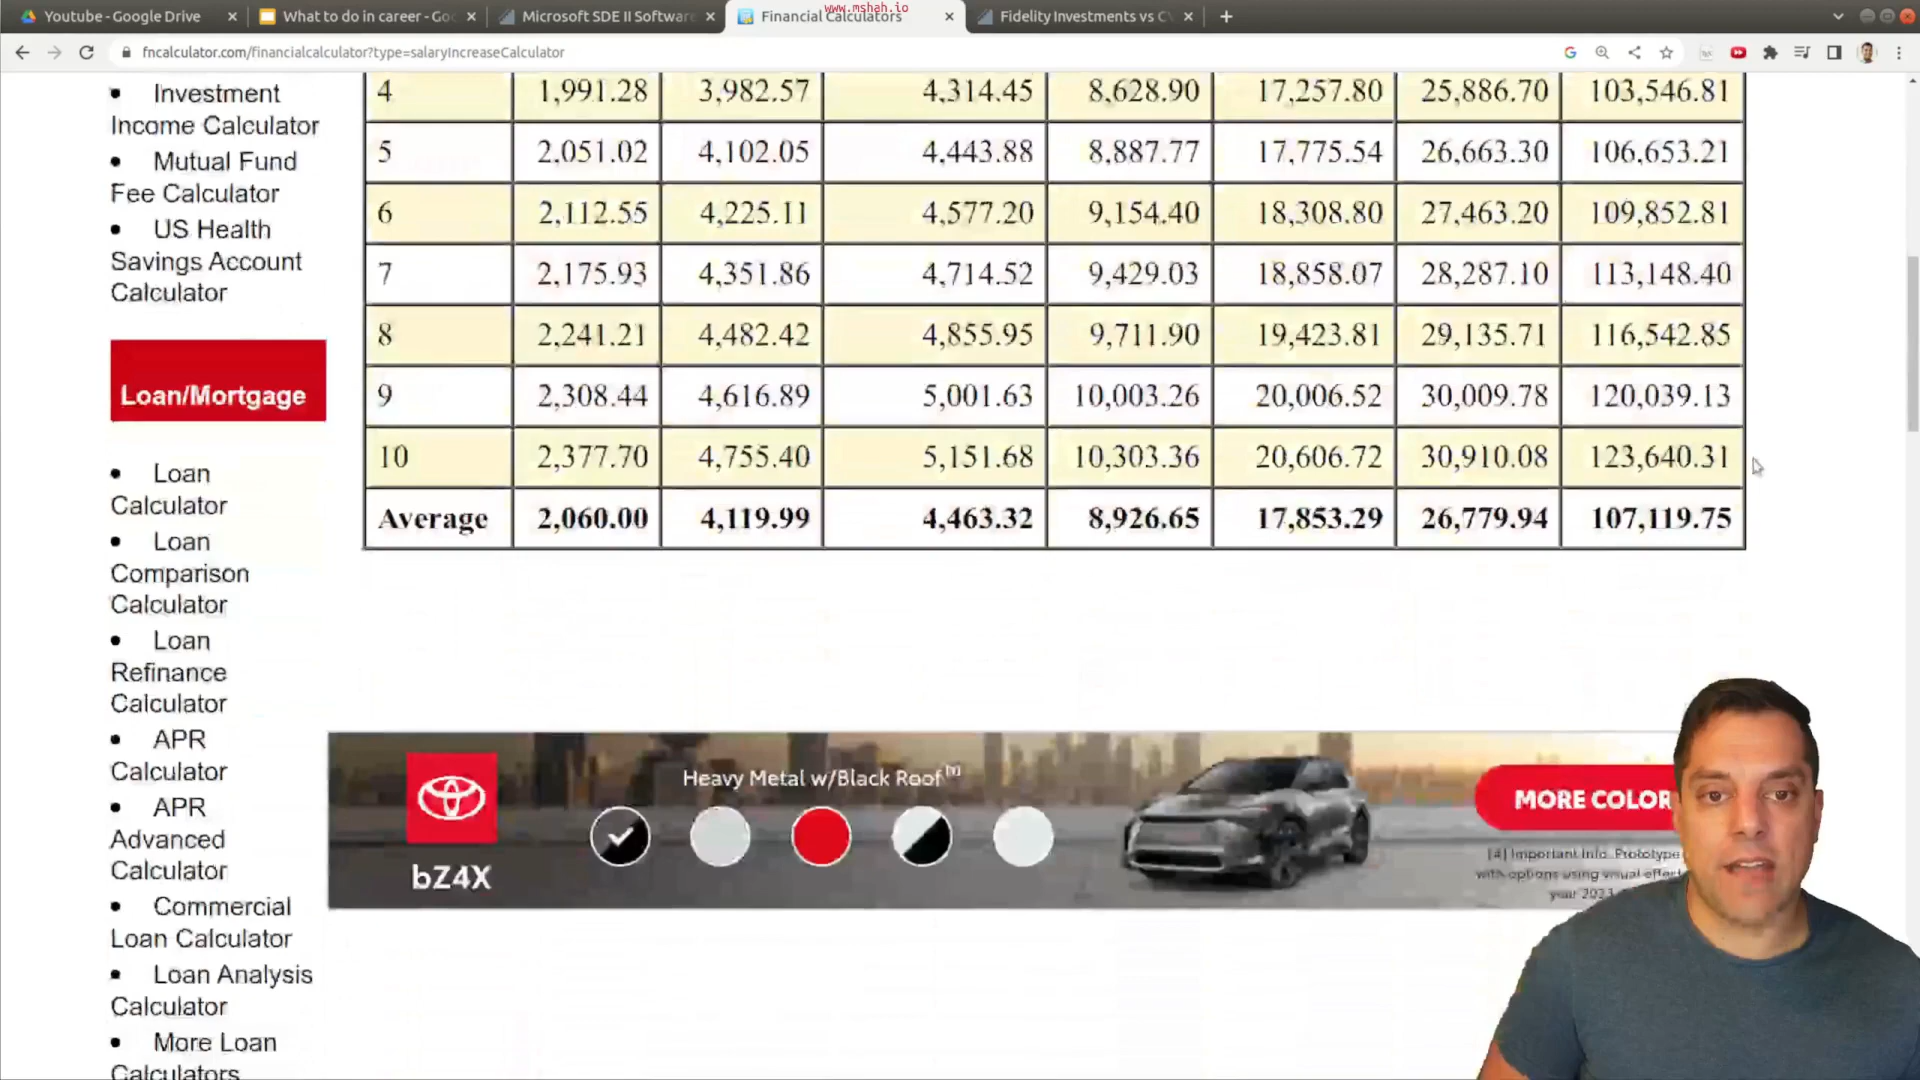 Youtube - Google Drive
What to do in career - Go
Microsoft SDE II Software
Financial Calculators
Fidelity Investments vs C
www.mshah.io
fncalculator.com/financialcalculator?type=salaryIncreaseCalculator
Investment
Income Calculator
Mutual Fund
Fee Calculator
US Health
Savings Account
Calculator
Loan/Mortgage
Loan
Calculator
Loan
Comparison
Calculator
Loan
Refinance
Calculator
APR
Calculator
APR
Advanced
Calculator
Commercial
Loan Calculator
Loan Analysis
Calculator
More Loan
Calculators
4 1,991.28 3,982.57 4,314.45 8,628.90 17,257.80 25,886.70 103,546.81
5 2,051.02 4,102.05 4,443.88 8,887.77 17,775.54 26,663.30 106,653.21
6 2,112.55 4,225.11 4,577.20 9,154.40 18,308.80 27,463.20 109,852.81
7 2,175.93 4,351.86 4,714.52 9,429.03 18,858.07 28,287.10 113,148.40
8 2,241.21 4,482.42 4,855.95 9,711.90 19,423.81 29,135.71 116,542.85
9 2,308.44 4,616.89 5,001.63 10,003.26 20,006.52 30,009.78 120,039.13
10 2,377.70 4,755.40 5,151.68 10,303.36 20,606.72 30,910.08 123,640.31
Average 2,060.00 4,119.99 4,463.32 8,926.65 17,853.29 26,779.94 107,119.75
Heavy Metal w/Black Roof
bZ4X
MORE COLOR
[4] Important Info. Prototype
with options using visual effec
year 2023